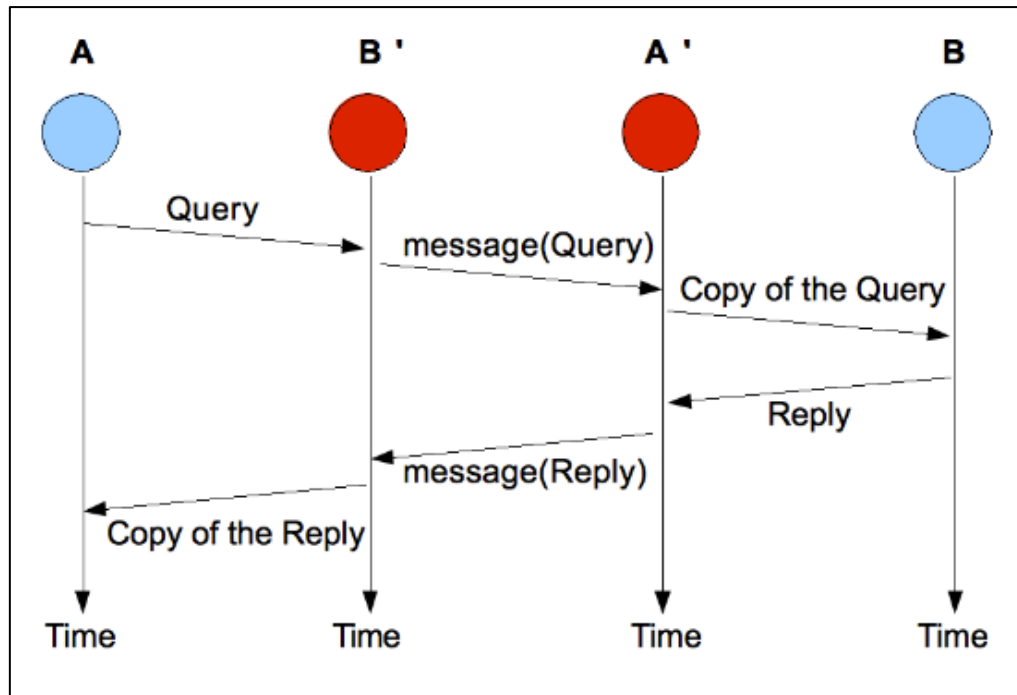 A
B '
A '
B
Query
message(Query)
Copy of the Query
Reply
message(Reply)
Copy of the Reply
Time
Time
Time
Time